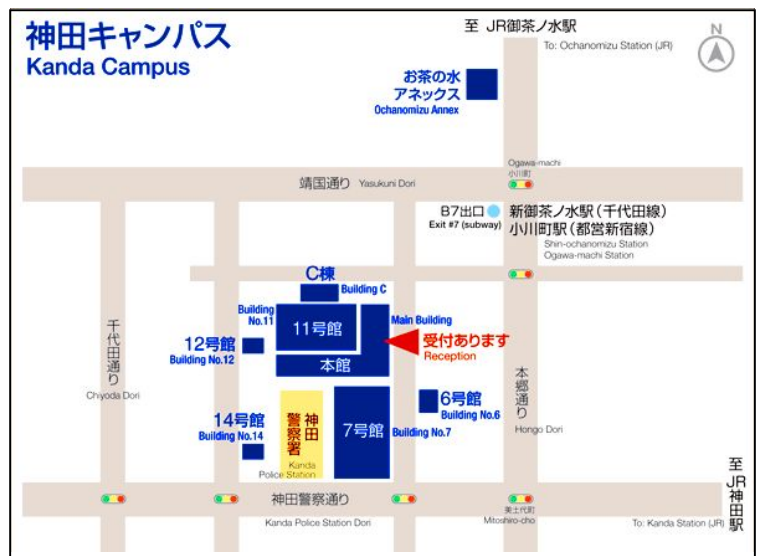 神田キャンパス
Kanda Campus
至 JR御茶ノ水駅
To: Ochanomizu Station (JR)
N
お茶の水
アネックス
Ochanomizu Annex
Ogawa-machi
小川町
靖国通り Yasukuni Dori
B7出口
Exit #7 (subway)
新御茶ノ水駅(千代田線)
小川町駅(都営新宿線)
Shin-ochanomizu Station
Ogawa-machi Station
C棟
Building C
Building
No.11
11号館
Main Building
受付あります
Reception
本館
12号館
Building No.12
千代田通り
Chiyoda Dori
14号館
Building No.14
神田
警察署
Kanda
Police Station
7号館
Building No.7
6号館
Building No.6
本郷通り
Hongo Dori
神田警察通り
Kanda Police Station Dori
美土代町
Mitoshiro-cho
至JR神田駅
To: Kanda Station (JR)